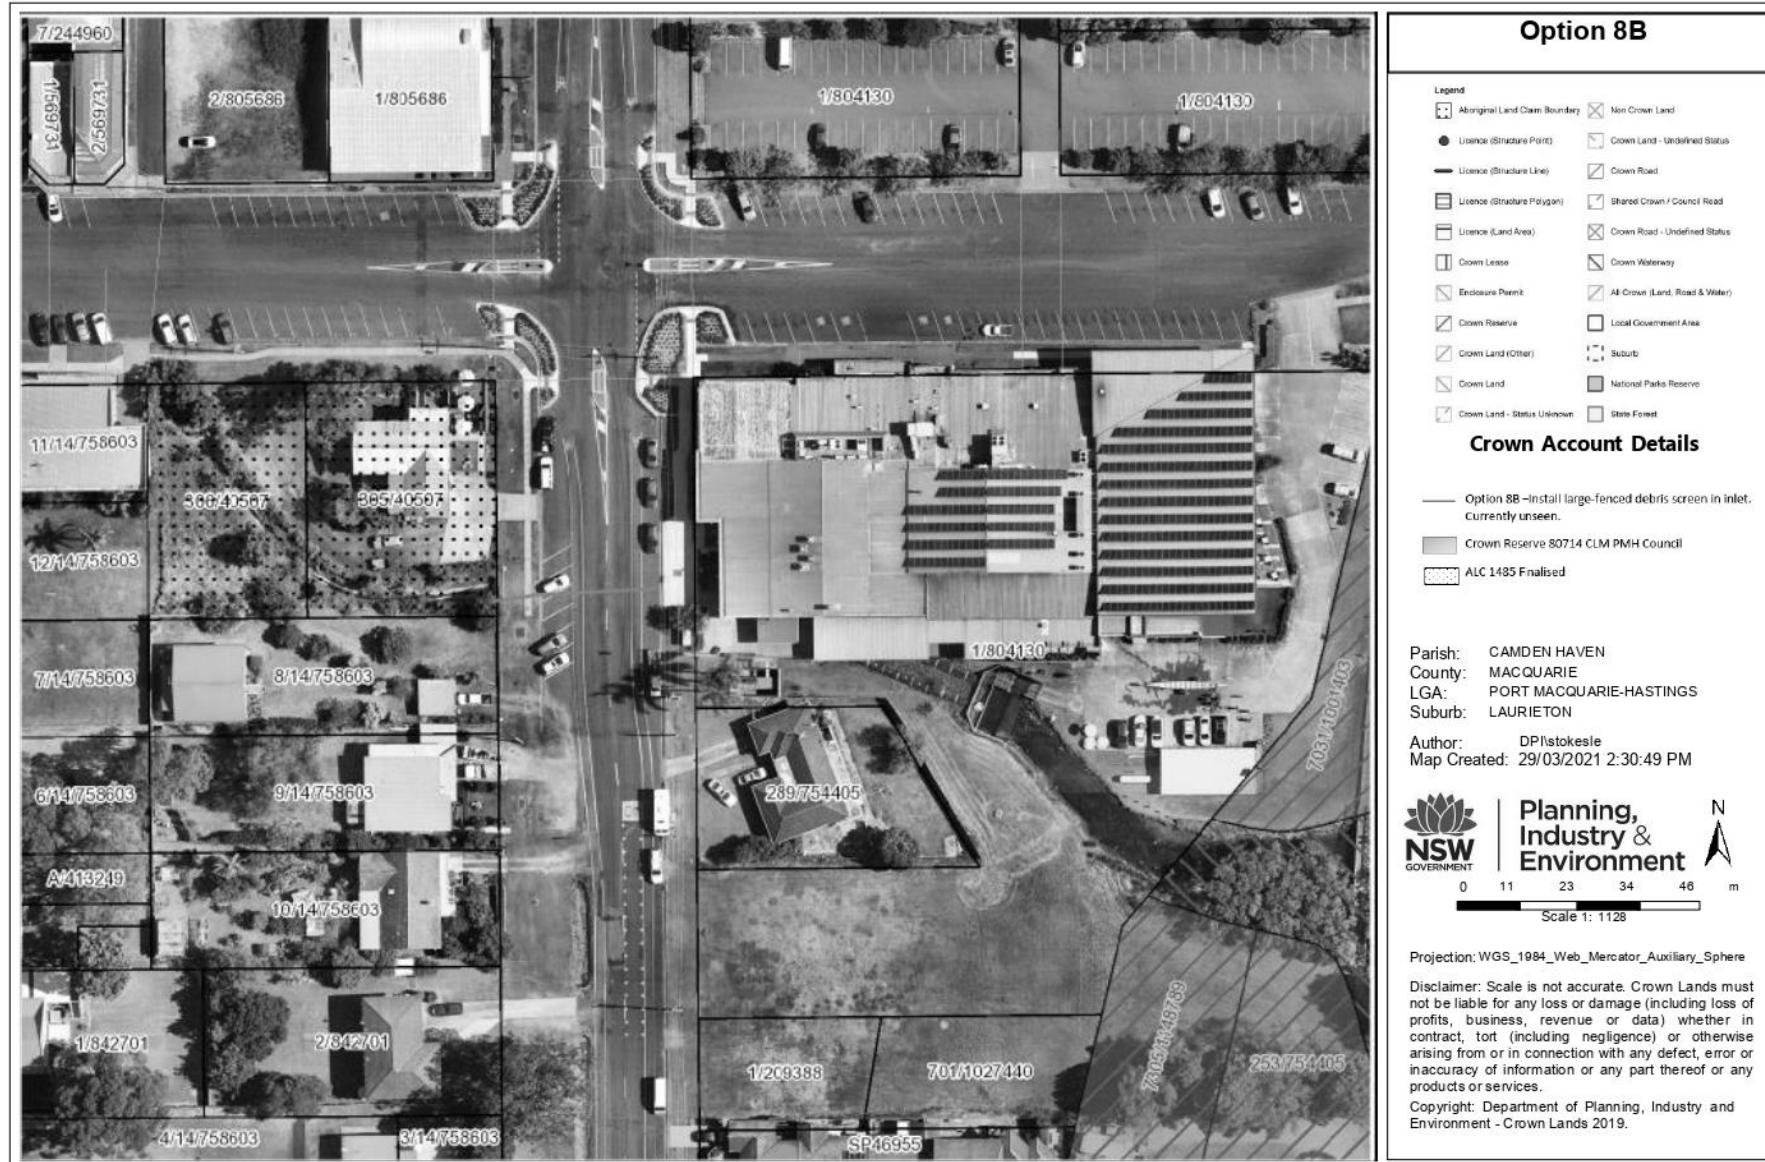 7/244960
1/569731
2/569731
2/805686
1/805686
1/804130
1/804130
11/14/758603
306/40507
305/40507
12/14/758603
7/14/758603
8/14/758603
1/804130
7031/1001403
6/14/758603
9/14/758603
289/754405
A/413249
10/14/758603
1/842701
2/842701
1/209388
701/1027440
7305/1148789
253/754405
4/14/758603
3/14/758603
SP46955
Option 8B
Legend
Aboriginal Land Claim Boundary
Non Crown Land
Licence (Structure Point)
Crown Land - Undefined Status
Licence (Structure Line)
Crown Road
Licence (Structure Polygon)
Shared Crown / Council Road
Licence (Land Area)
Crown Road - Undefined Status
Crown Lease
Crown Waterway
Enclosure Permit
All Crown (Land, Road & Water)
Crown Reserve
Local Government Area
Crown Land (Other)
Suburb
Crown Land
National Parks Reserve
Crown Land - Status Unknown
State Forest
Crown Account Details
Option 8B –Install large-fenced debris screen in inlet.
Currently unseen.
Crown Reserve 80714 CLM PMH Council
ALC 1485 Fnalised
Parish: CAMDEN HAVEN
County: MACQUARIE
LGA: PORT MACQUARIE-HASTINGS
Suburb: LAURIETON
Author: DPI\stokesle
Map Created: 29/03/2021 2:30:49 PM
NSW
GOVERNMENT
Planning,
Industry &
Environment
N
0 11 23 34 46 m
Scale 1: 1128
Projection: WGS_1984_Web_Mercator_Auxiliary_Sphere
Disclaimer: Scale is not accurate. Crown Lands must
not be liable for any loss or damage (including loss of
profits, business, revenue or data) whether in
contract, tort (including negligence) or otherwise
arising from or in connection with any defect, error or
inaccuracy of information or any part thereof or any
products or services.
Copyright: Department of Planning, Industry and
Environment - Crown Lands 2019.